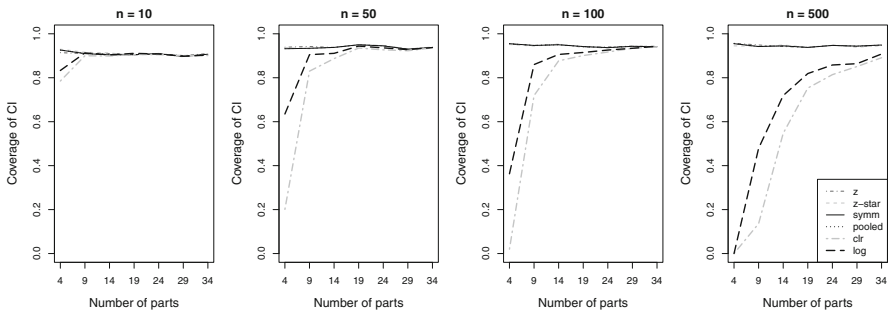 n = 10
n = 50
n = 100
n = 500
Coverage of CI
1.0
0.8
0.6
0.4
0.2
0.0
4 9 14 19 24 29 34
Number of parts
Coverage of CI
1.0
0.8
0.6
0.4
0.2
0.0
4 9 14 19 24 29 34
Number of parts
Coverage of CI
1.0
0.8
0.6
0.4
0.2
0.0
4 9 14 19 24 29 34
Number of parts
Coverage of CI
1.0
0.8
0.6
0.4
0.2
0.0
4 9 14 19 24 29 34
Number of parts
z
z-star
symm
pooled
clr
log